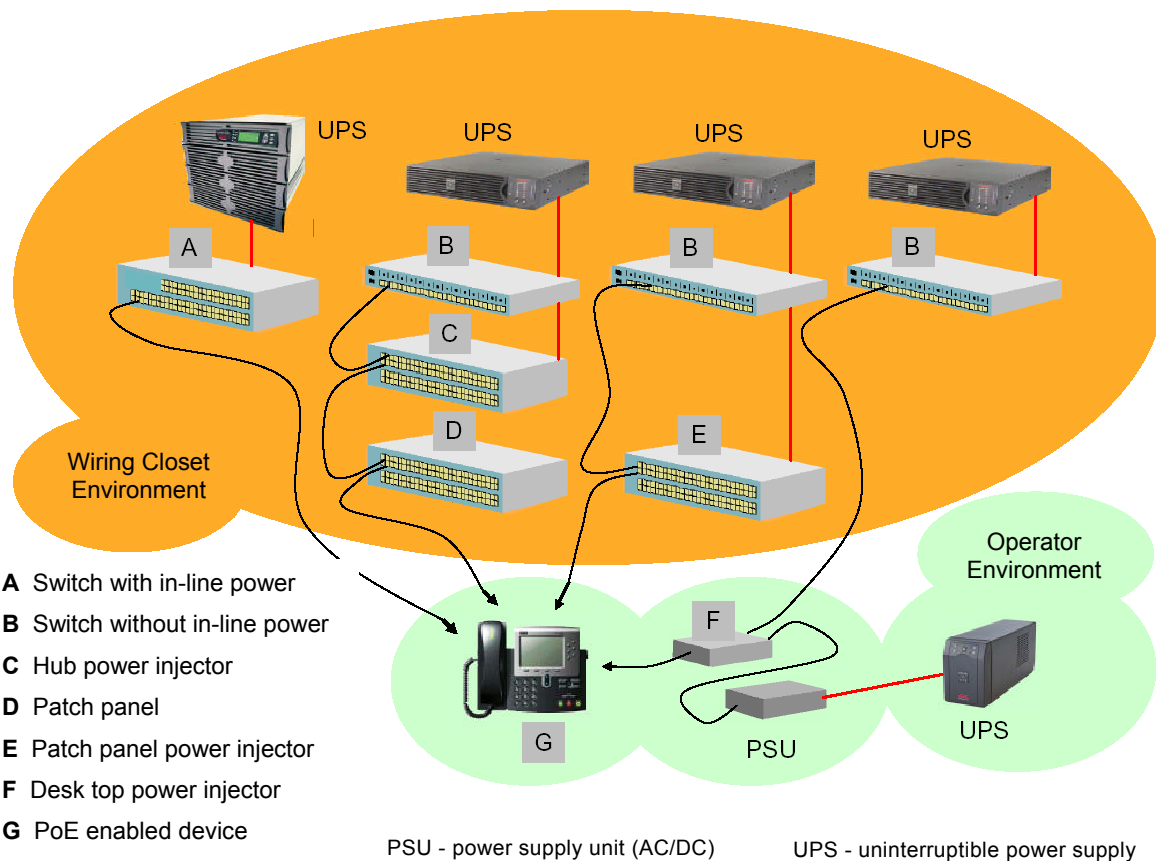 UPS
UPS
UPS
UPS
A
B
B
B
C
D
E
Wiring Closet
Environment
Operator
Environment
F
G
PSU
UPS
A Switch with in-line power
B Switch without in-line power
C Hub power injector
D Patch panel
E Patch panel power injector
F Desk top power injector
G PoE enabled device
PSU - power supply unit (AC/DC)
UPS - uninterruptible power supply